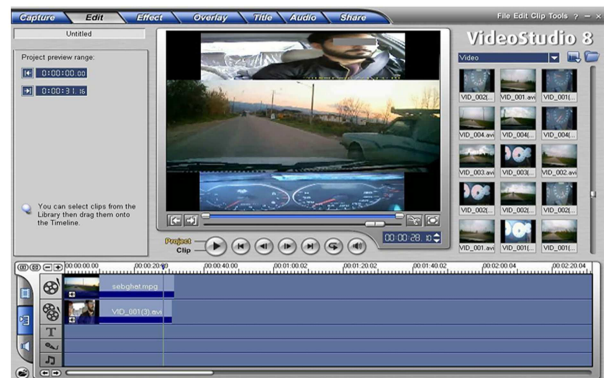 Capture Edit Effect Overlay Title Audio Share
File Edit Clip Tools ? – ×
Untitled
VideoStudio 8
Project preview range:
0:00:00.00
0:00:31.16
Video
VID_002(... VID_001.avi VID_001(...
VID_004.avi VID_004(... VID_004(...
VID_003.avi VID_003(... VID_002.avi
VID_002(... VID_002(... VID_002(...
VID_001.avi VID_001(... VID_001(...
You can select clips from the
Library then drag them onto
the Timeline.
Project
Clip
00:00:28.10
00:00:00.00 00:00:20.00 00:00:40.00 00:01:00.02 00:01:20.02 00:01:40.02 00:02:00.04 00:02:20.04
sebghat.mpg
VID_001(3).avi
T